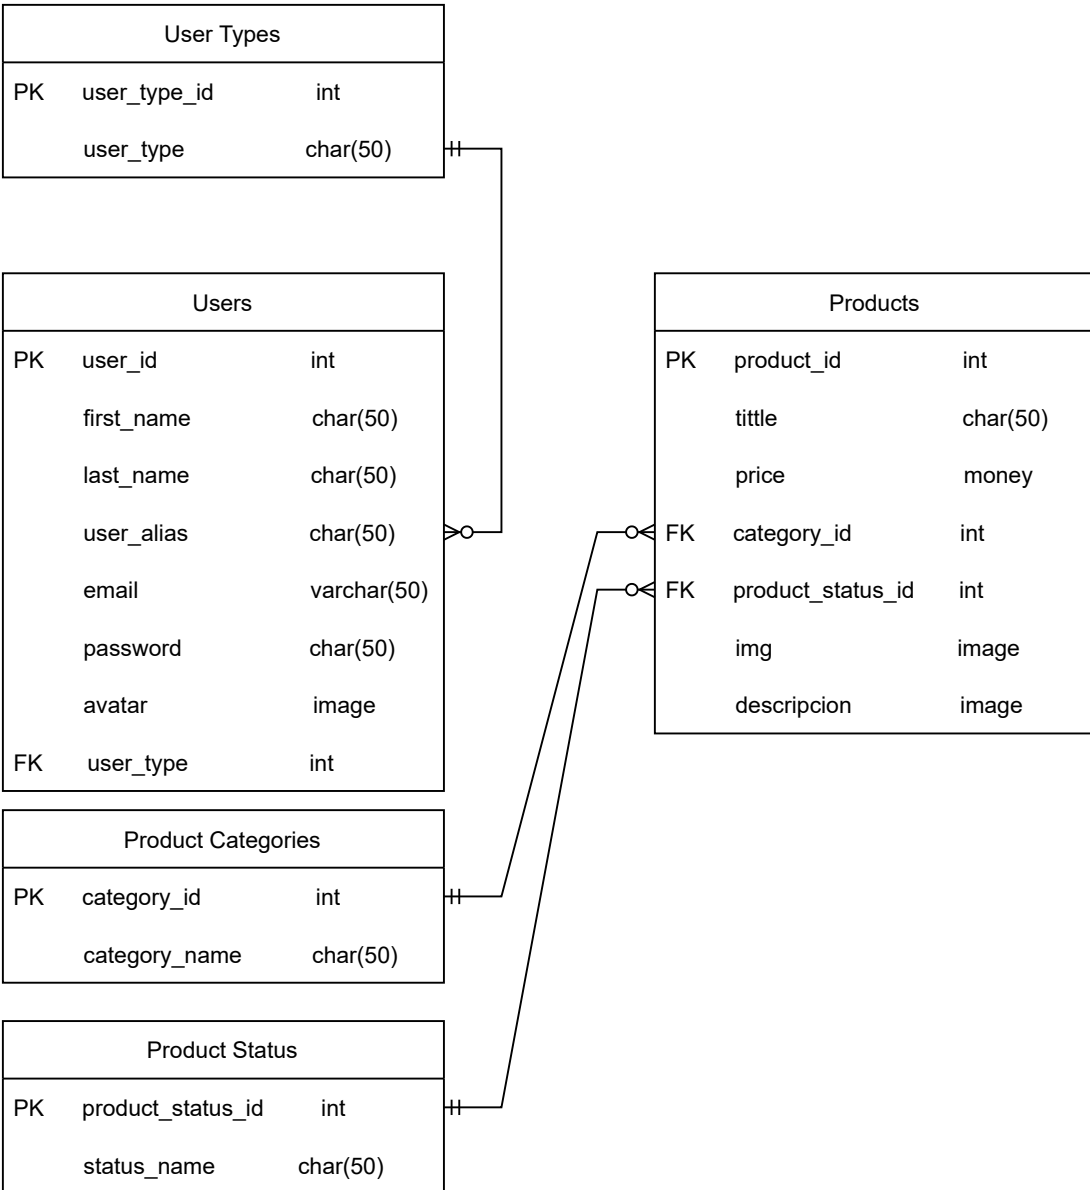 User Types
PK user_type_id int
user_type char(50)
Users
PK user_id int
first_name char(50)
last_name char(50)
user_alias char(50)
email varchar(50)
password char(50)
avatar image
FK user_type int
Products
PK product_id int
tittle char(50)
price money
FK category_id int
FK product_status_id int
img image
descripcion image
Product Categories
PK category_id int
category_name char(50)
Product Status
PK product_status_id int
status_name char(50)